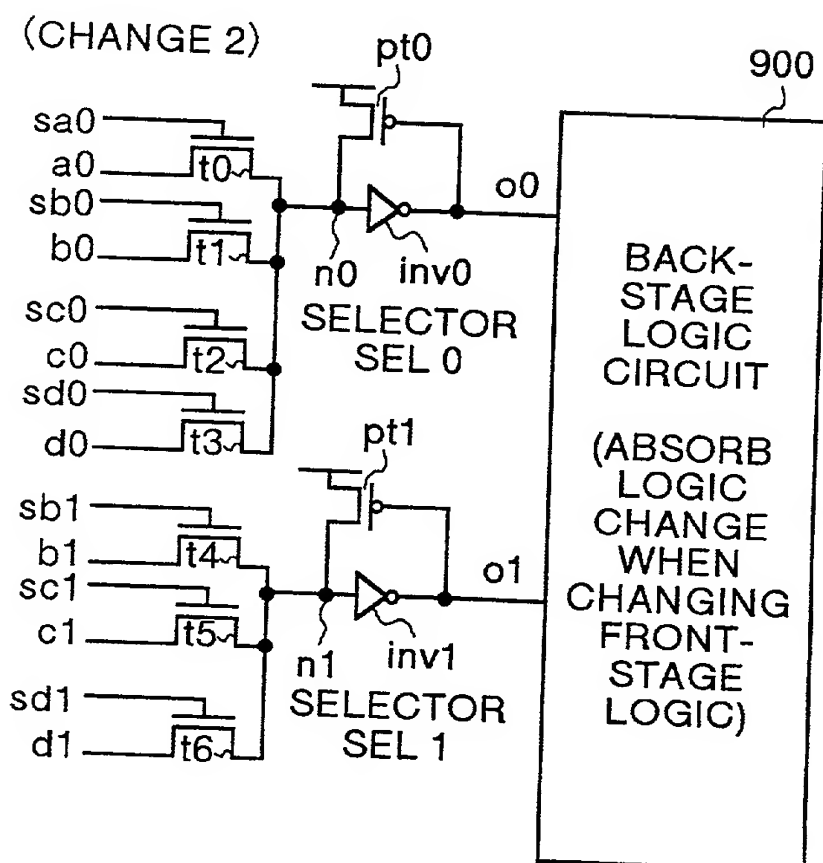 (CHANGE 2)
pt0
900
sa0
a0
t0
sb0
b0
t1
o0
n0
inv0
SELECTOR
SEL 0
sc0
c0
t2
sd0
d0
t3
pt1
sb1
b1
t4
sc1
c1
t5
o1
n1
inv1
SELECTOR
SEL 1
sd1
d1
t6
BACK-
STAGE
LOGIC
CIRCUIT
(ABSORB
LOGIC
CHANGE
WHEN
CHANGING
FRONT-
STAGE
LOGIC)